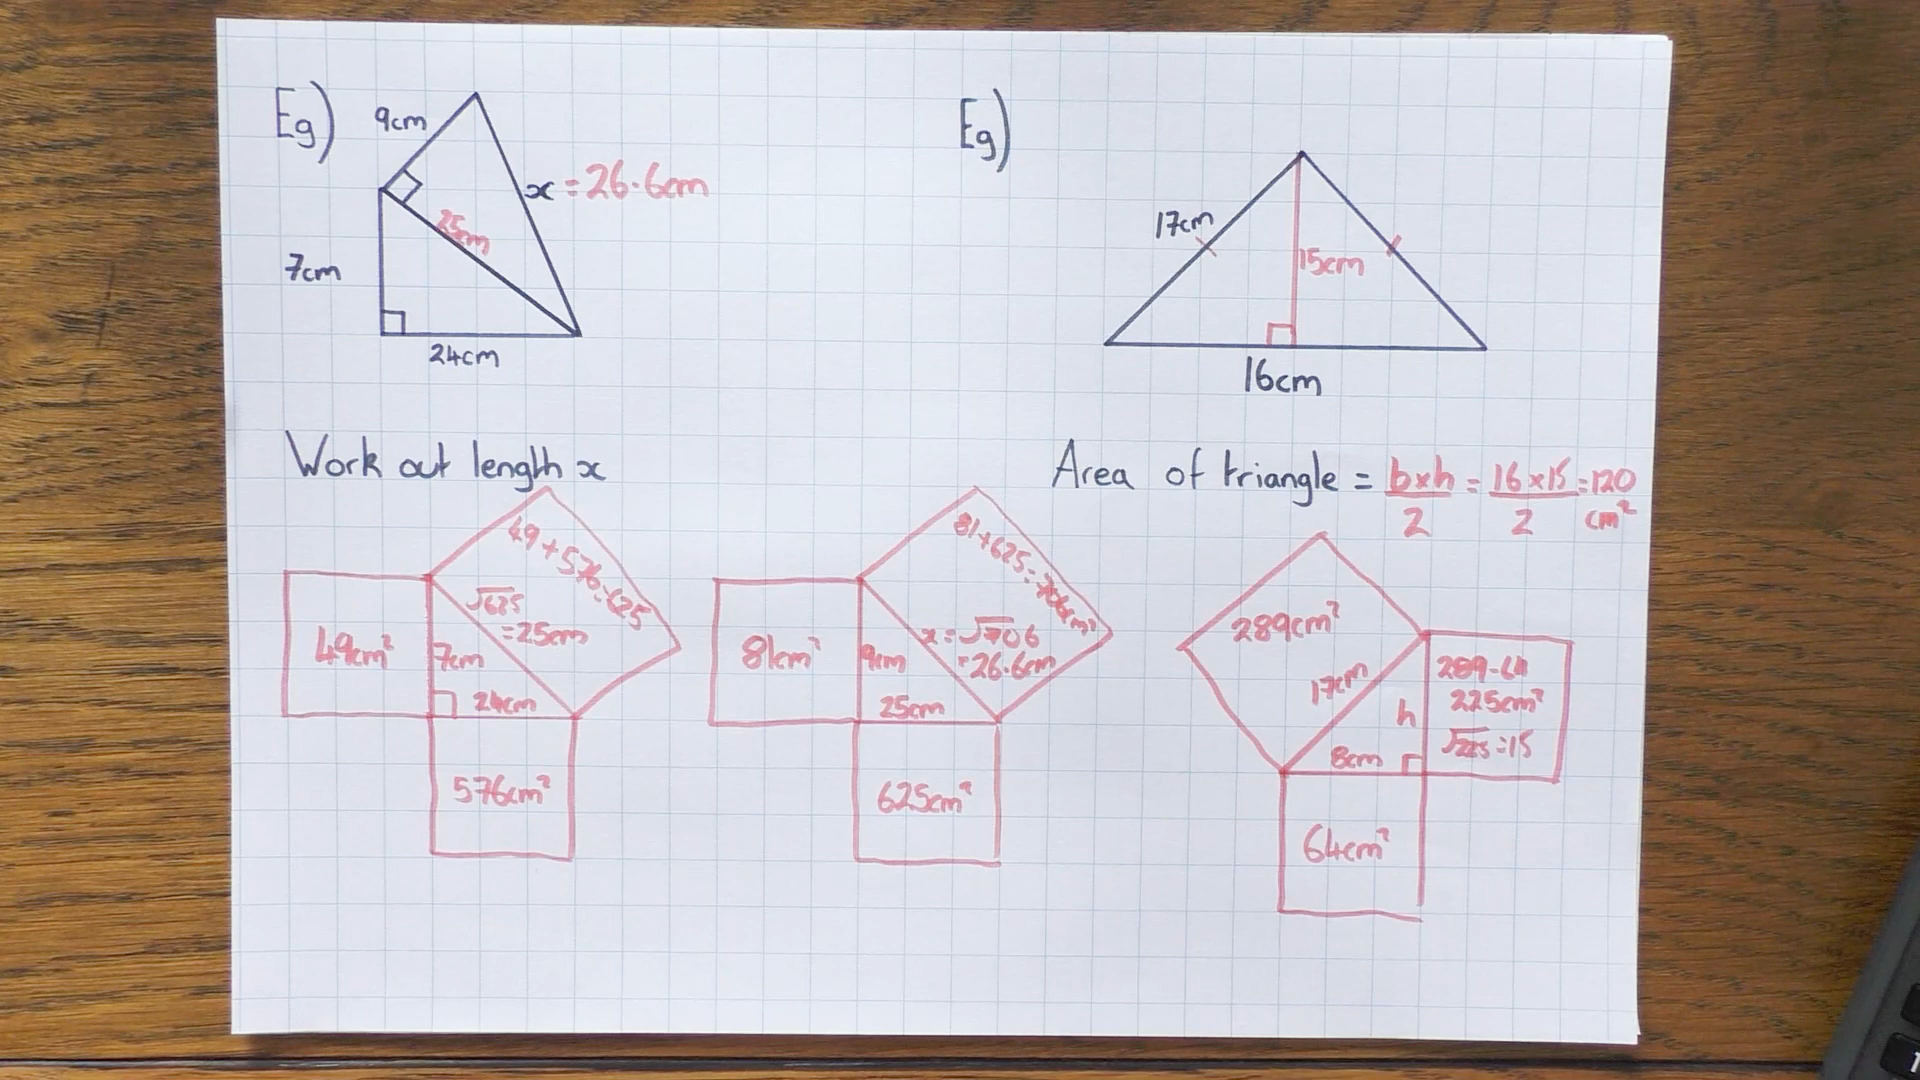 Eg)
9cm
x = 26.6cm
25cm
7cm
24cm
Work out length x
49+576=625
√625
=25cm
49cm²
7cm
24cm
576cm²
81+625=706cm²
x=√706
=26.6cm
81cm²
9cm
25cm
625cm²
Eg)
17cm
15cm
16cm
Area of triangle = b×h/2 = 16×15/2 = 120 cm²
289cm²
17cm
h
8cm
289-64
225cm²
√225=15
64cm²